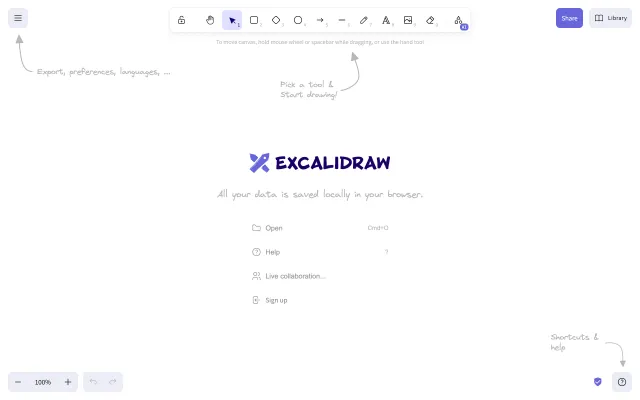 Share
Library
To move canvas, hold mouse wheel or spacebar while dragging, or use the hand tool
Export, preferences, languages, ...
Pick a tool &
Start drawing!
EXCALIDRAW
All your data is saved locally in your browser.
Open Cmd+O
Help ?
Live collaboration...
Sign up
Shortcuts &
help
100%